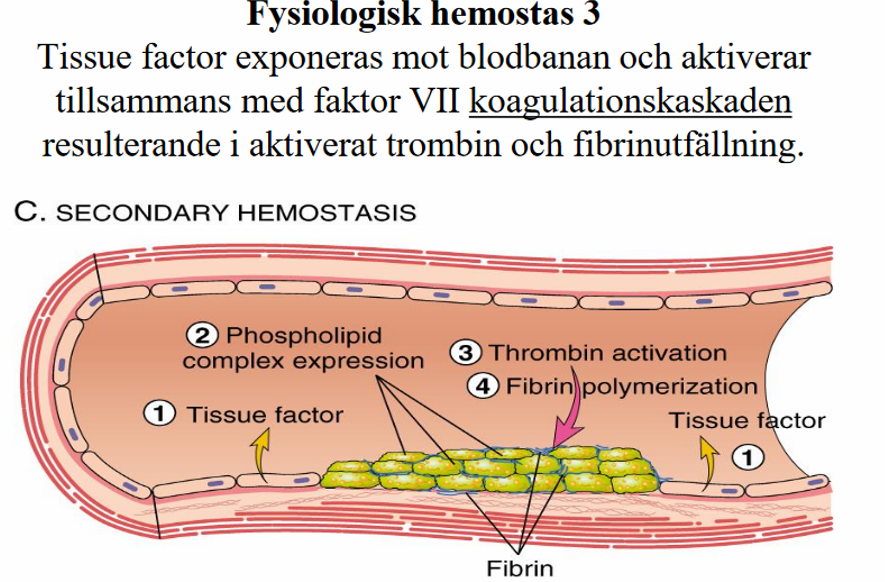 Fysiologisk hemostas 3
Tissue factor exponeras mot blodbanan och aktiverar
tillsammans med faktor VII koagulationskaskaden
resulterande i aktiverat trombin och fibrinutfällning.
C. SECONDARY HEMOSTASIS
2 Phospholipid
complex expression
3 Thrombin activation
4 Fibrin polymerization
1 Tissue factor
Tissue factor
1
Fibrin